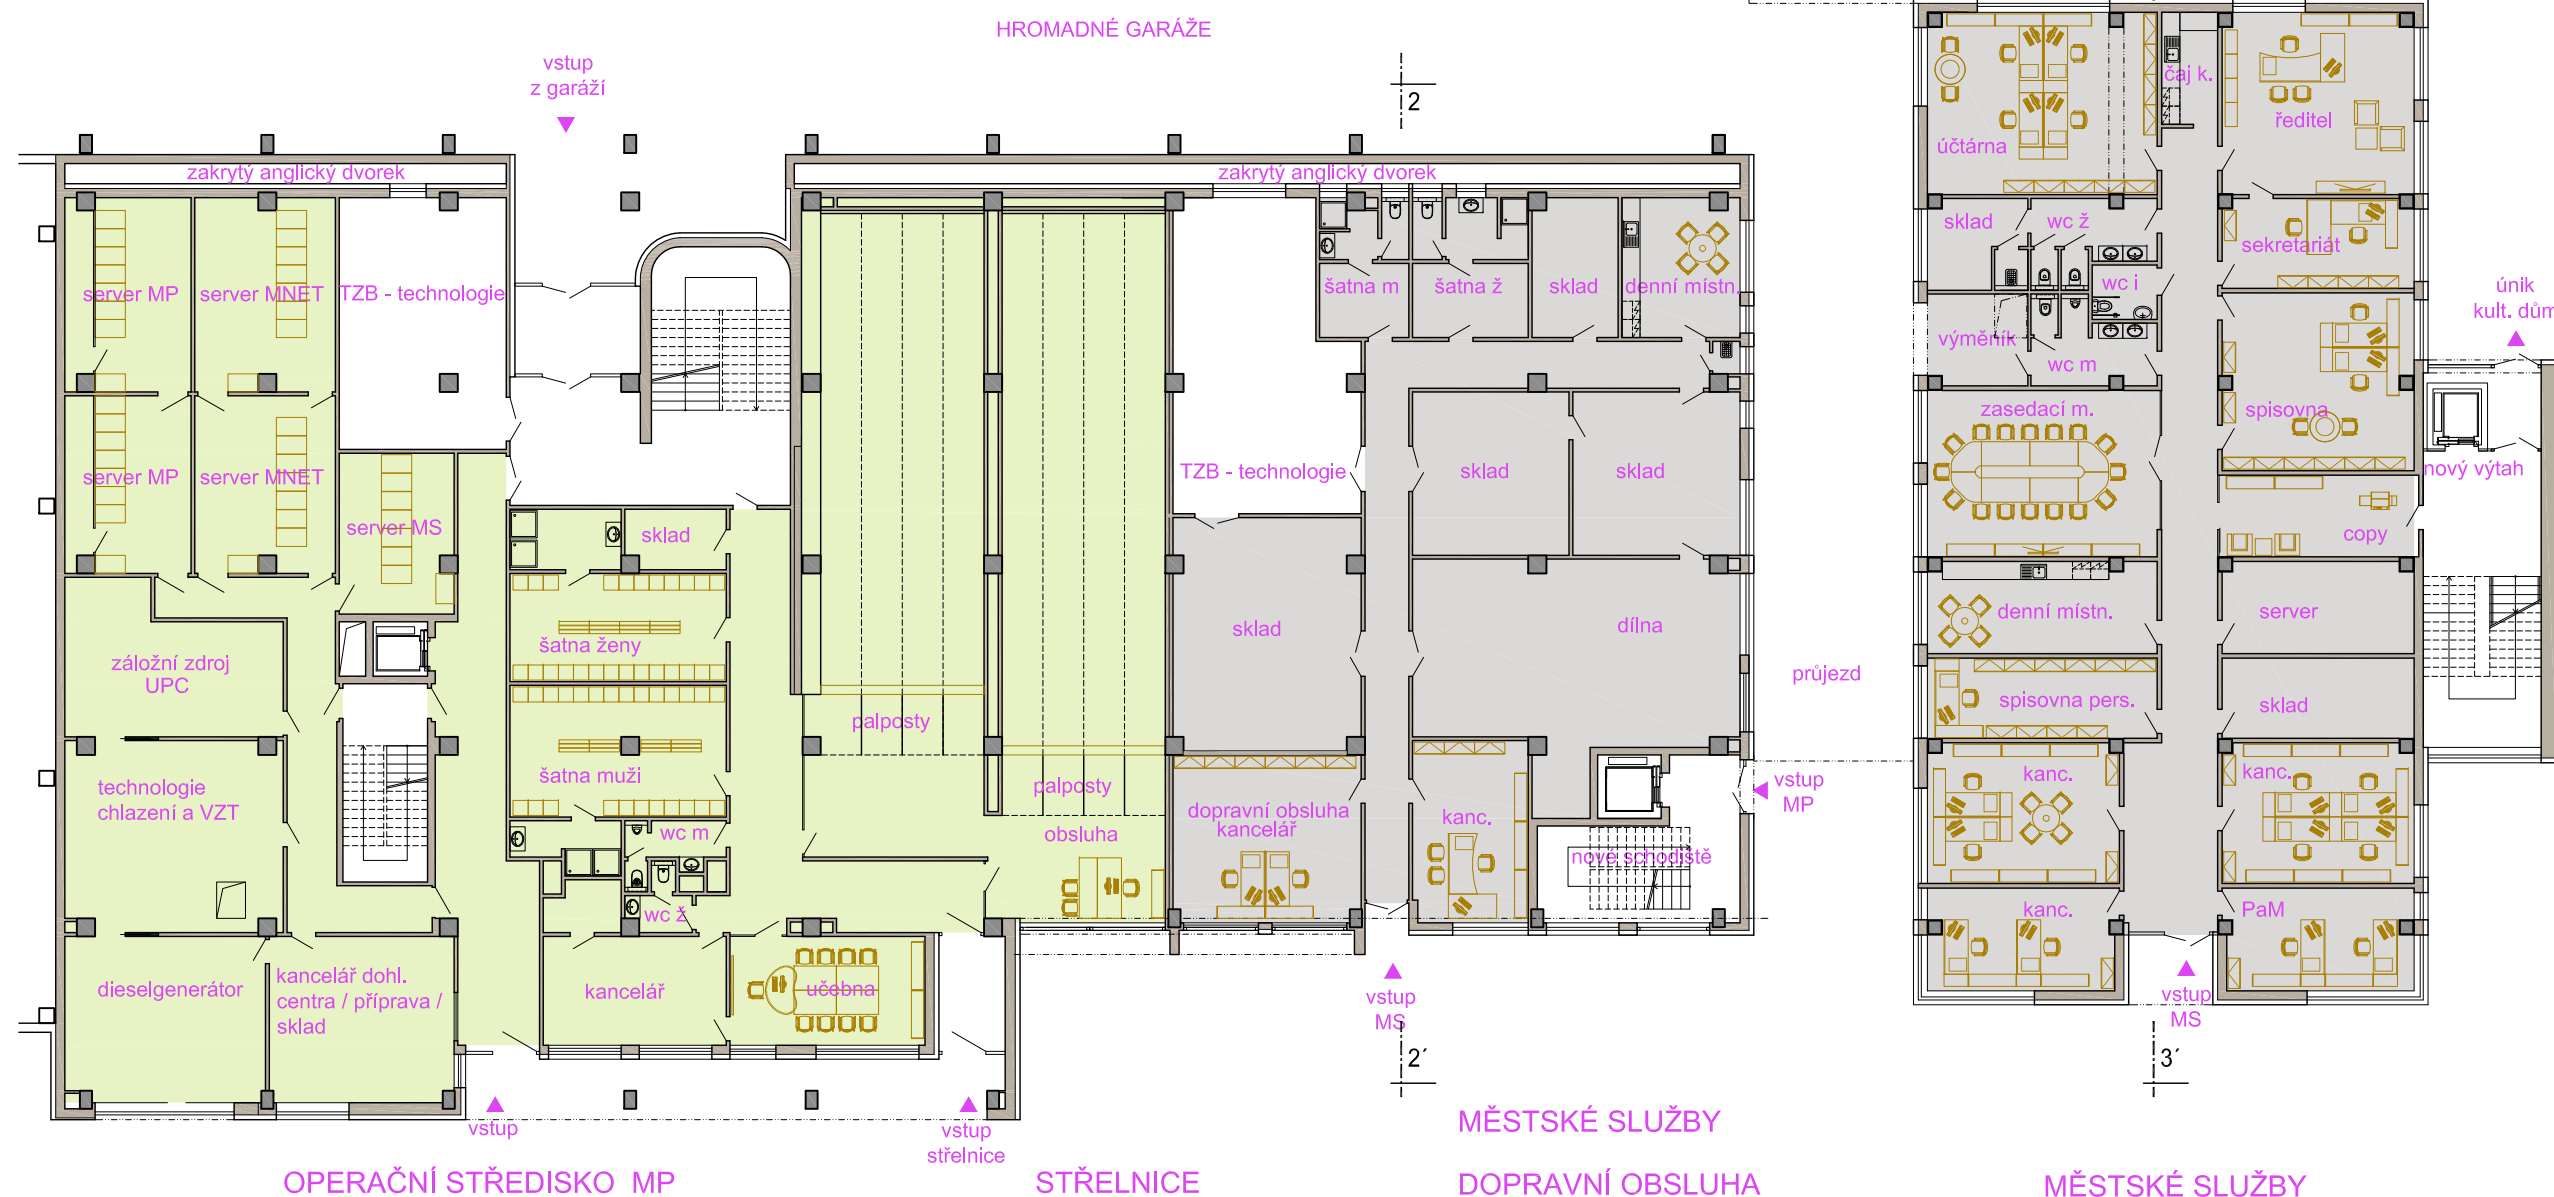 HROMADNÉ GARÁŽE
vstup
z garáží
2
zakrytý anglický dvorek
zakrytý anglický dvorek
server MP
server MNET
TZB - technologie
server MP
server MNET
server MS
sklad
šatna ženy
záložní zdroj
UPC
šatna muži
technologie
chlazení a VZT
wc m
wc ž
dieselgenerátor
kancelář dohl.
centra / příprava /
sklad
kancelář
učebna
palposty
palposty
obsluha
šatna m
šatna ž
sklad
denní místn.
TZB - technologie
sklad
sklad
sklad
dílna
dopravní obsluha
kancelář
kanc.
nové schodiště
vstup
MP
průjezd
vstup
MS
2´
vstup
vstup
střelnice
účtárna
čaj k.
ředitel
sklad
wc ž
sekretariát
wc i
výměník
wc m
únik
kult. dům
zasedací m.
spisovna
nový výtah
copy
denní místn.
server
spisovna pers.
sklad
kanc.
kanc.
kanc.
PaM
vstup
MS
3´
OPERAČNÍ STŘEDISKO MP
STŘELNICE
MĚSTSKÉ SLUŽBY
DOPRAVNÍ OBSLUHA
MĚSTSKÉ SLUŽBY